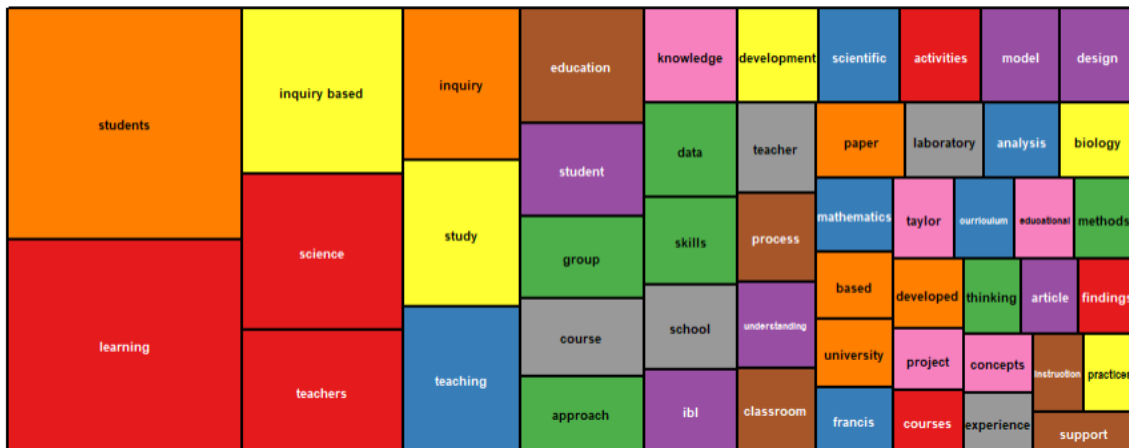 students
learning
inquiry based
science
teachers
inquiry
study
teaching
education
student
group
course
approach
knowledge
data
skills
school
ibl
development
teacher
process
understanding
classroom
scientific
activities
model
design
paper
laboratory
analysis
biology
mathematics
taylor
curriculum
educational
methods
based
university
francis
developed
thinking
article
findings
project
courses
concepts
experience
instruction
practices
support